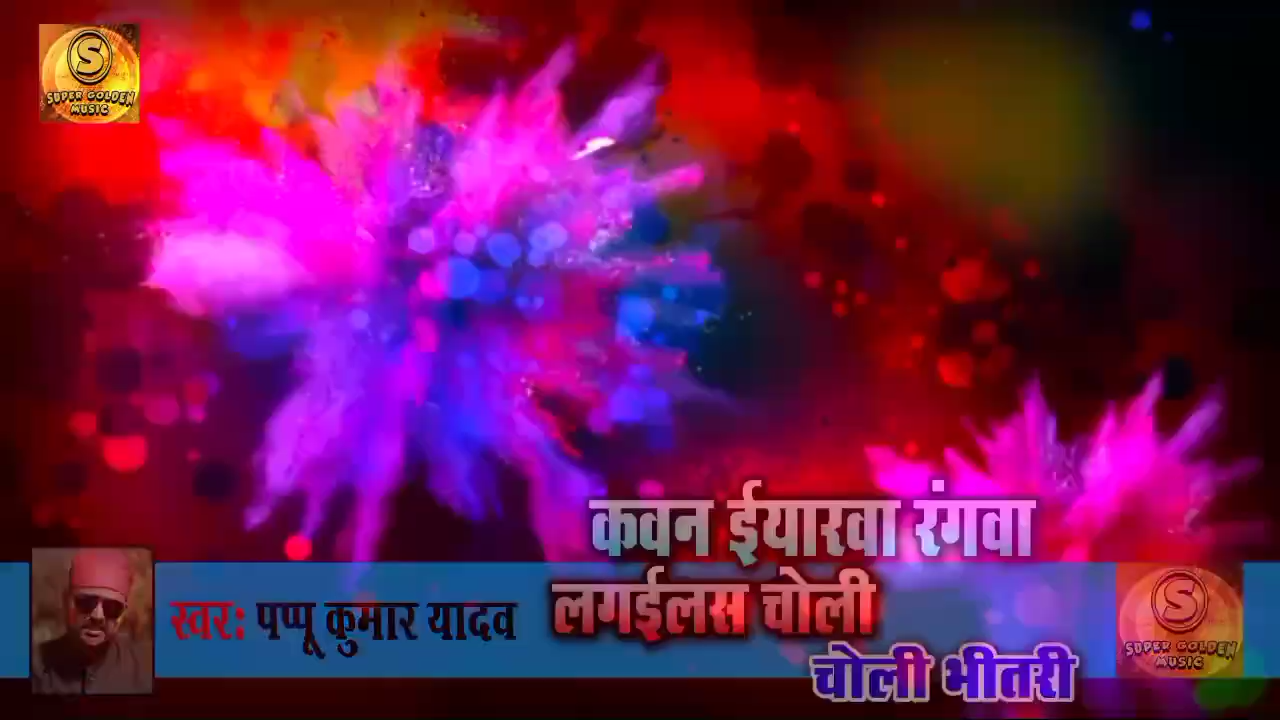 S
SUPER GOLDEN
MUSIC
कवन ईयारवा रंगवा
लगईलस चोली
चोली भीतरी
स्वर: पप्पू कुमार यादव
S
SUPER GOLDEN
MUSIC